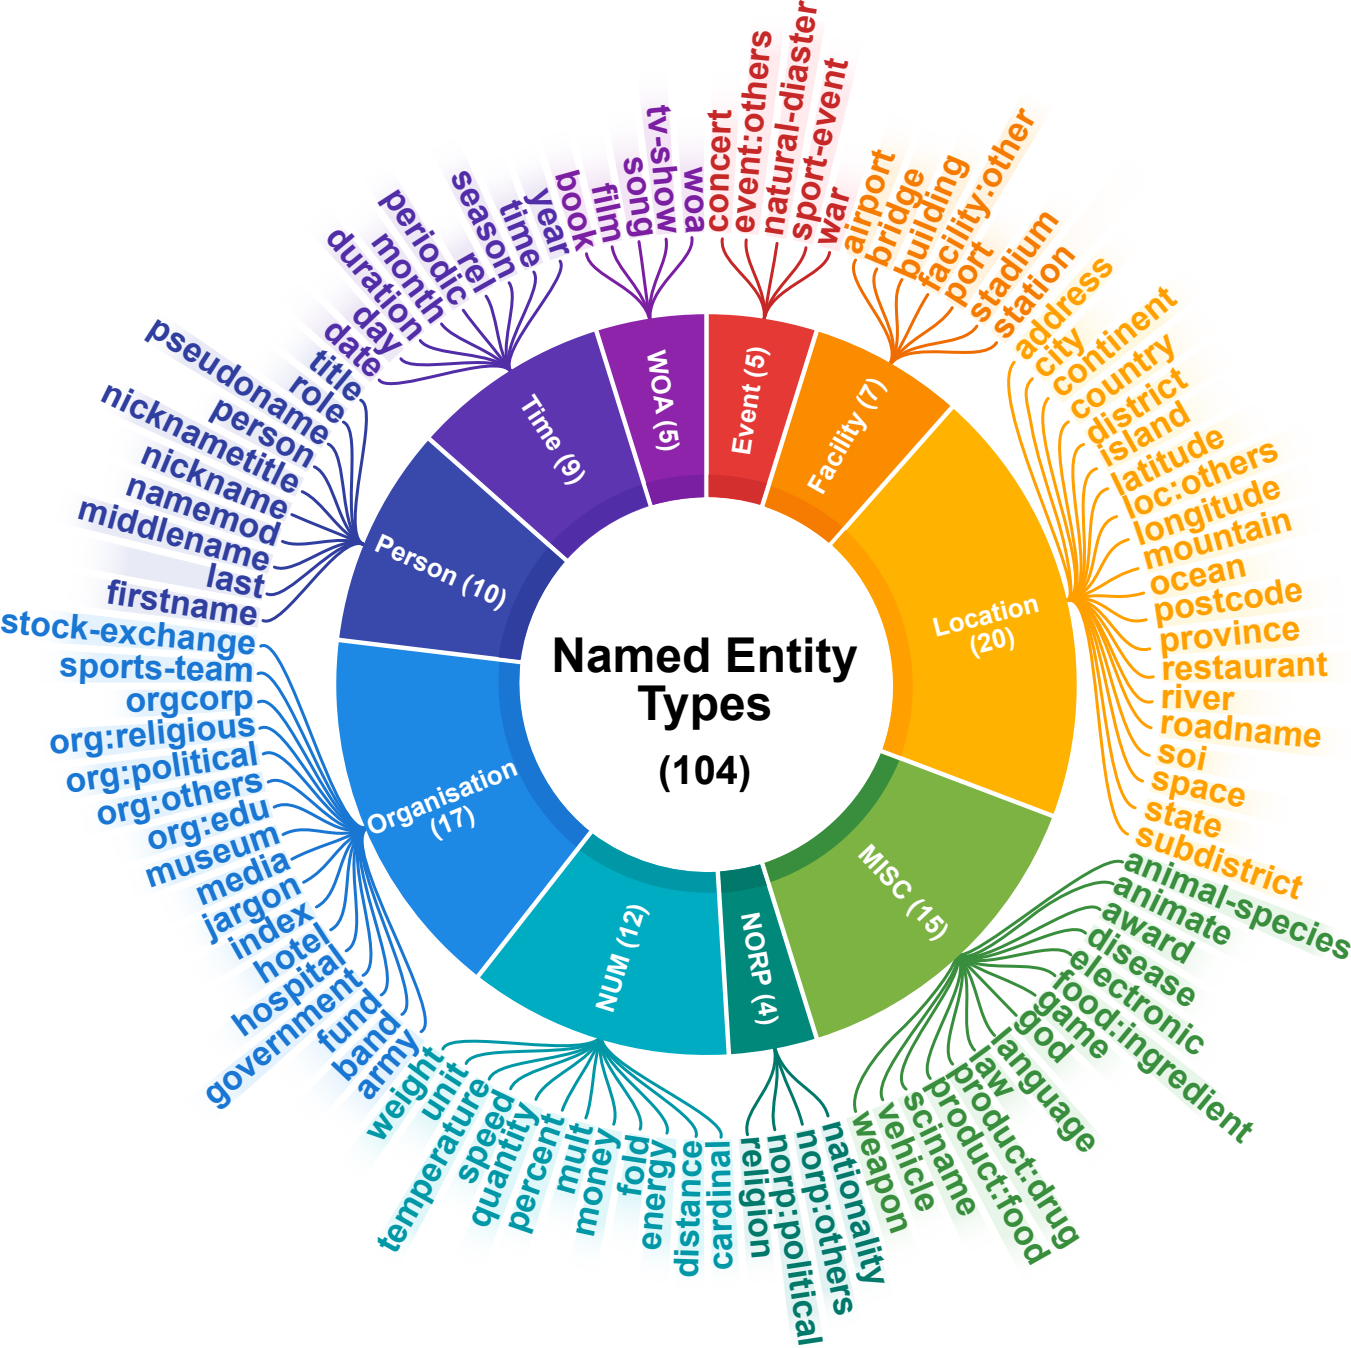 Named Entity
Types
(104)
Event (5)
concert
event:others
natural-diaster
sport-event
war
Facility (7)
airport
bridge
building
facility:other
port
stadium
station
Location
(20)
address
city
continent
country
district
island
latitude
loc:others
longitude
mountain
ocean
postcode
province
restaurant
river
roadname
soi
space
state
subdistrict
MISC (15)
animal-species
animate
award
disease
electronic
food:ingredient
game
god
language
law
product:drug
product:food
sciname
vehicle
weapon
NORP (4)
nationality
norp:others
norp:political
religion
NUM (12)
cardinal
distance
energy
fold
money
mult
percent
quantity
speed
temperature
unit
weight
Organisation
(17)
army
band
fund
government
hospital
hotel
index
jargon
media
museum
org:edu
org:others
org:political
org:religious
orgcorp
sports-team
stock-exchange
Person (10)
firstname
last
middlename
namemod
nickname
nicknametitle
person
pseudoname
role
title
Time (9)
date
day
duration
month
periodic
rel
season
time
year
WOA (5)
book
film
song
tv-show
woa